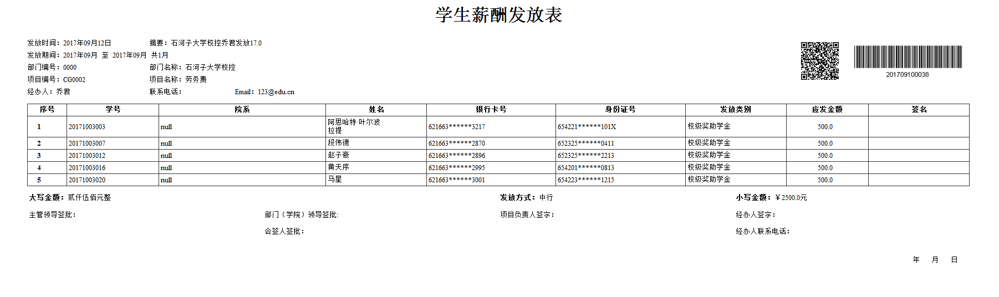 学生薪酬发放表
发放时间：2017年09月12日 摘要：石河子大学校控乔君发放17.0
发放期间：2017年09月 至 2017年09月 共1月
部门编号：0000 部门名称：石河子大学校控
项目编号：CG0002 项目名称：劳务费
201709100038
经办人：乔君 联系电话： Email：123@edu.cn
序号 学号 院系 姓名 银行卡号 身份证号 发放类别 应发金额 签名
1 20171003003 null 阿思哈特·叶尔波拉提 621663******3217 654221******101X 校级奖助学金 500.0
2 20171003007 null 段伟德 621663******2870 652325******0411 校级奖助学金 500.0
3 20171003012 null 赵子豪 621663******2896 652325******2213 校级奖助学金 500.0
4 20171003016 null 黄天序 621663******2995 654201******0813 校级奖助学金 500.0
5 20171003020 null 马星 621663******3001 654223******1215 校级奖助学金 500.0
大写金额：贰仟伍佰元整 发放方式：中行 小写金额：￥2500.0元
主管领导签批： 部门（学院）领导签批: 项目负责人签字： 经办人签字：
会签人签批： 经办人联系电话：
年 月 日